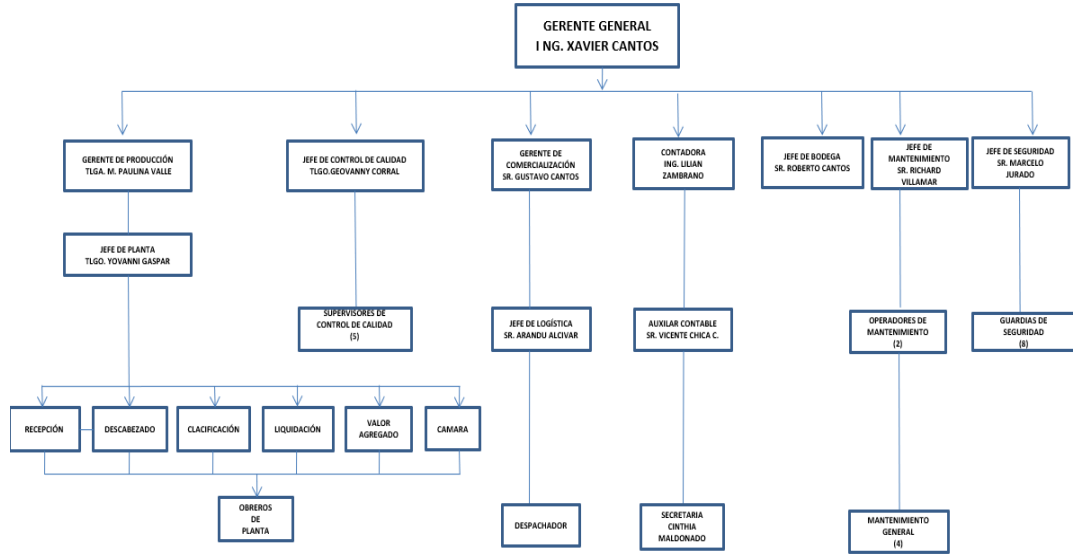 GERENTE GENERAL
I NG. XAVIER CANTOS
GERENTE DE PRODUCCIÓN
TLGA. M. PAULINA VALLE
JEFE DE CONTROL DE CALIDAD
TLGO.GEOVANNY CORRAL
GERENTE DE
COMERCIALIZACIÓN
SR. GUSTAVO CANTOS
CONTADORA
ING. LILIAN
ZAMBRANO
JEFE DE BODEGA
SR. ROBERTO CANTOS
JEFE DE
MANTENIMIENTO
SR. RICHARD
VILLAMAR
JEFE DE SEGURIDAD
SR. MARCELO
JURADO
JEFE DE PLANTA
TLGO. YOVANNI GASPAR
SUPERVISORES DE
CONTROL DE CALIDAD
(5)
JEFE DE LOGÍSTICA
SR. ARANDU ALCIVAR
AUXILAR CONTABLE
SR. VICENTE CHICA C.
OPERADORES DE
MANTENIMIENTO
(2)
GUARDIAS DE
SEGURIDAD
(8)
RECEPCIÓN
DESCABEZADO
CLACIFICACIÓN
LIQUIDACIÓN
VALOR
AGREGADO
CAMARA
OBREROS
DE
PLANTA
DESPACHADOR
SECRETARIA
CINTHIA
MALDONADO
MANTENIMIENTO
GENERAL
(4)